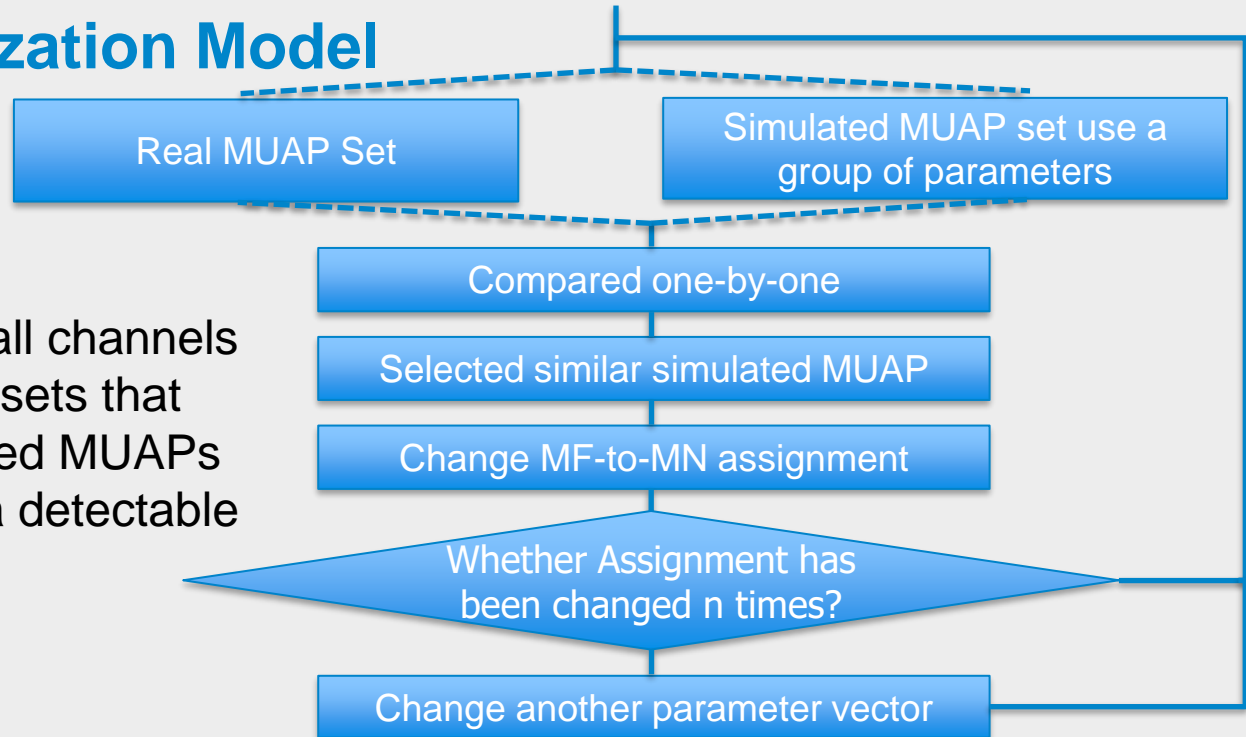 zation Model
Real MUAP Set
Simulated MUAP set use a
group of parameters
Compared one-by-one
all channels
sets that
ed MUAPs
a detectable
Selected similar simulated MUAP
Change MF-to-MN assignment
Whether Assignment has
been changed n times?
Change another parameter vector